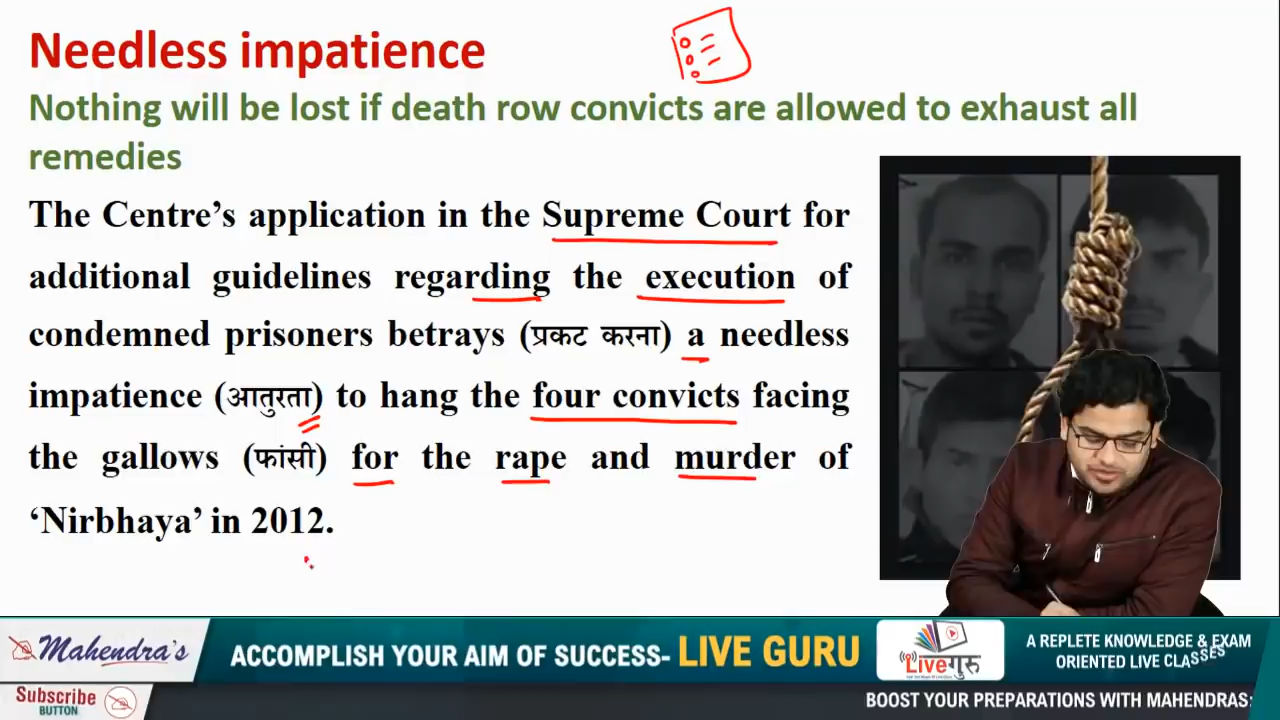 Needless impatience
Nothing will be lost if death row convicts are allowed to exhaust all
remedies
The Centre's application in the Supreme Court for
additional guidelines regarding the execution of
condemned prisoners betrays (प्रकट करना) a needless
impatience (आतुरता) to hang the four convicts facing
the gallows (फांसी) for the rape and murder of
'Nirbhaya' in 2012.
Mahendra's
ACCOMPLISH YOUR AIM OF SUCCESS- LIVE GURU
Liveगुरु
A REPLETE KNOWLEDGE & EXAM
ORIENTED LIVE CLASSES
Subscribe
BUTTON
BOOST YOUR PREPARATIONS WITH MAHENDRAS: